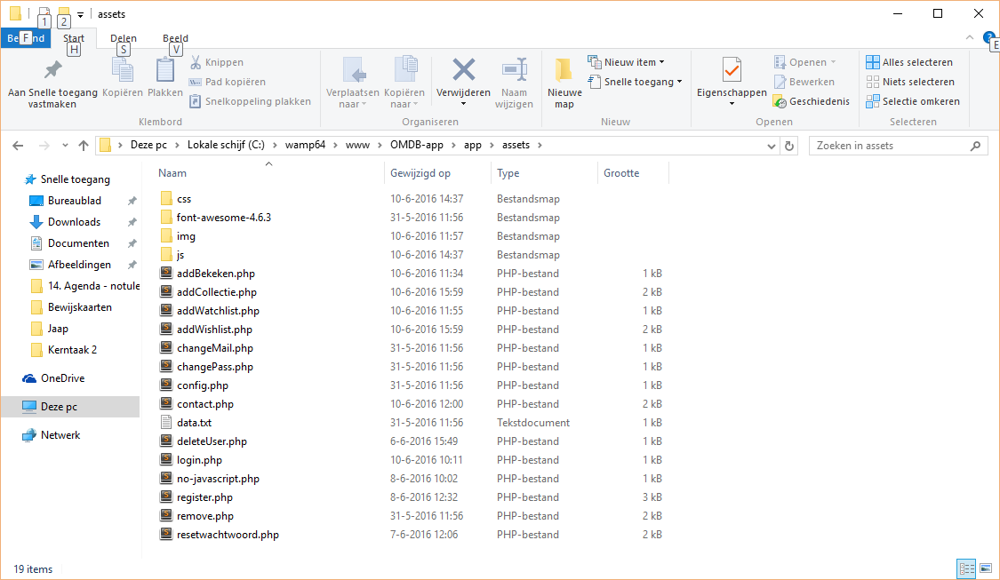 assets
1 2
Bestand Start Delen Beeld
F H S V E
Aan Snelle toegang vastmaken
Kopiëren
Plakken
Knippen
Pad kopiëren
Snelkoppeling plakken
Klembord
Verplaatsen naar
Kopiëren naar
Verwijderen
Naam wijzigen
Organiseren
Nieuwe map
Nieuw item
Snelle toegang
Nieuw
Eigenschappen
Openen
Bewerken
Geschiedenis
Openen
Alles selecteren
Niets selecteren
Selectie omkeren
Selecteren
Deze pc > Lokale schijf (C:) > wamp64 > www > OMDB-app > app > assets >
Zoeken in assets
Snelle toegang
Bureaublad
Downloads
Documenten
Afbeeldingen
14. Agenda - notule
Bewijskaarten
Jaap
Kerntaak 2
OneDrive
Deze pc
Netwerk
Naam Gewijzigd op Type Grootte
css 10-6-2016 14:37 Bestandsmap
font-awesome-4.6.3 31-5-2016 11:56 Bestandsmap
img 10-6-2016 11:57 Bestandsmap
js 10-6-2016 14:37 Bestandsmap
addBekeken.php 10-6-2016 11:34 PHP-bestand 1 kB
addCollectie.php 10-6-2016 15:59 PHP-bestand 2 kB
addWatchlist.php 10-6-2016 11:55 PHP-bestand 1 kB
addWishlist.php 10-6-2016 15:59 PHP-bestand 2 kB
changeMail.php 31-5-2016 11:56 PHP-bestand 1 kB
changePass.php 31-5-2016 11:56 PHP-bestand 1 kB
config.php 31-5-2016 11:56 PHP-bestand 1 kB
contact.php 10-6-2016 12:00 PHP-bestand 2 kB
data.txt 31-5-2016 11:56 Tekstdocument 1 kB
deleteUser.php 6-6-2016 15:49 PHP-bestand 1 kB
login.php 10-6-2016 10:11 PHP-bestand 1 kB
no-javascript.php 8-6-2016 10:02 PHP-bestand 1 kB
register.php 8-6-2016 12:32 PHP-bestand 3 kB
remove.php 31-5-2016 11:56 PHP-bestand 2 kB
resetwachtwoord.php 7-6-2016 12:06 PHP-bestand 2 kB
19 items